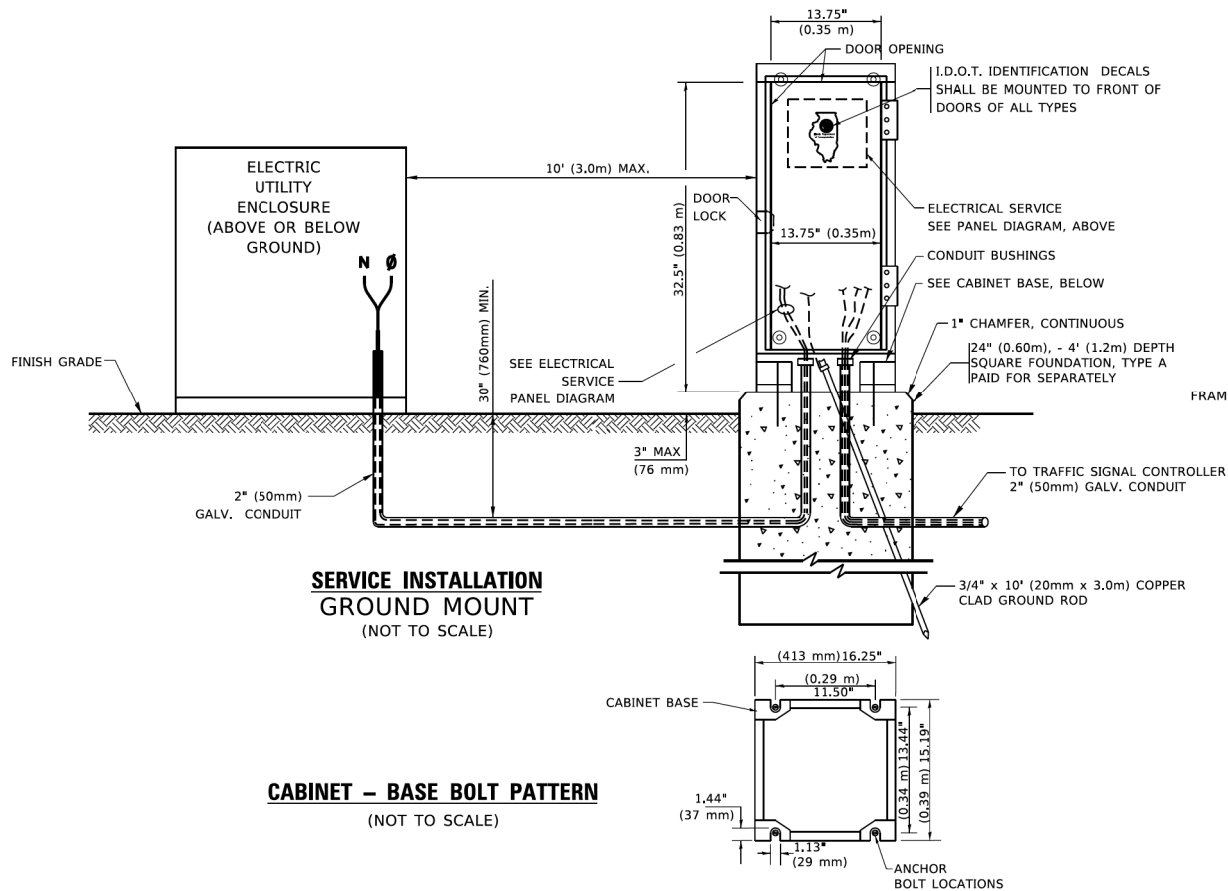 13.75"
(0.35 m)
DOOR OPENING
I.D.O.T. IDENTIFICATION DECALS
SHALL BE MOUNTED TO FRONT OF
DOORS OF ALL TYPES
ELECTRIC
UTILITY
ENCLOSURE
(ABOVE OR BELOW
GROUND)
N Ø
10' (3.0m) MAX.
DOOR
LOCK
32.5" (0.83 m)
13.75" (0.35m)
ELECTRICAL SERVICE
SEE PANEL DIAGRAM, ABOVE
CONDUIT BUSHINGS
SEE CABINET BASE, BELOW
1" CHAMFER, CONTINUOUS
24" (0.60m), - 4' (1.2m) DEPTH
SQUARE FOUNDATION, TYPE A
PAID FOR SEPARATELY
FRAM
FINISH GRADE
30" (760mm) MIN.
SEE ELECTRICAL
SERVICE
PANEL DIAGRAM
3" MAX
(76 mm)
2" (50mm)
GALV. CONDUIT
TO TRAFFIC SIGNAL CONTROLLER
2" (50mm) GALV. CONDUIT
SERVICE INSTALLATION
GROUND MOUNT
(NOT TO SCALE)
3/4" x 10' (20mm x 3.0m) COPPER
CLAD GROUND ROD
(413 mm)16.25"
(0.29 m)
11.50"
CABINET BASE
(0.34 m) 13.44"
(0.39 m) 15.19"
CABINET – BASE BOLT PATTERN
(NOT TO SCALE)
1.44"
(37 mm)
1.13"
(29 mm)
ANCHOR
BOLT LOCATIONS